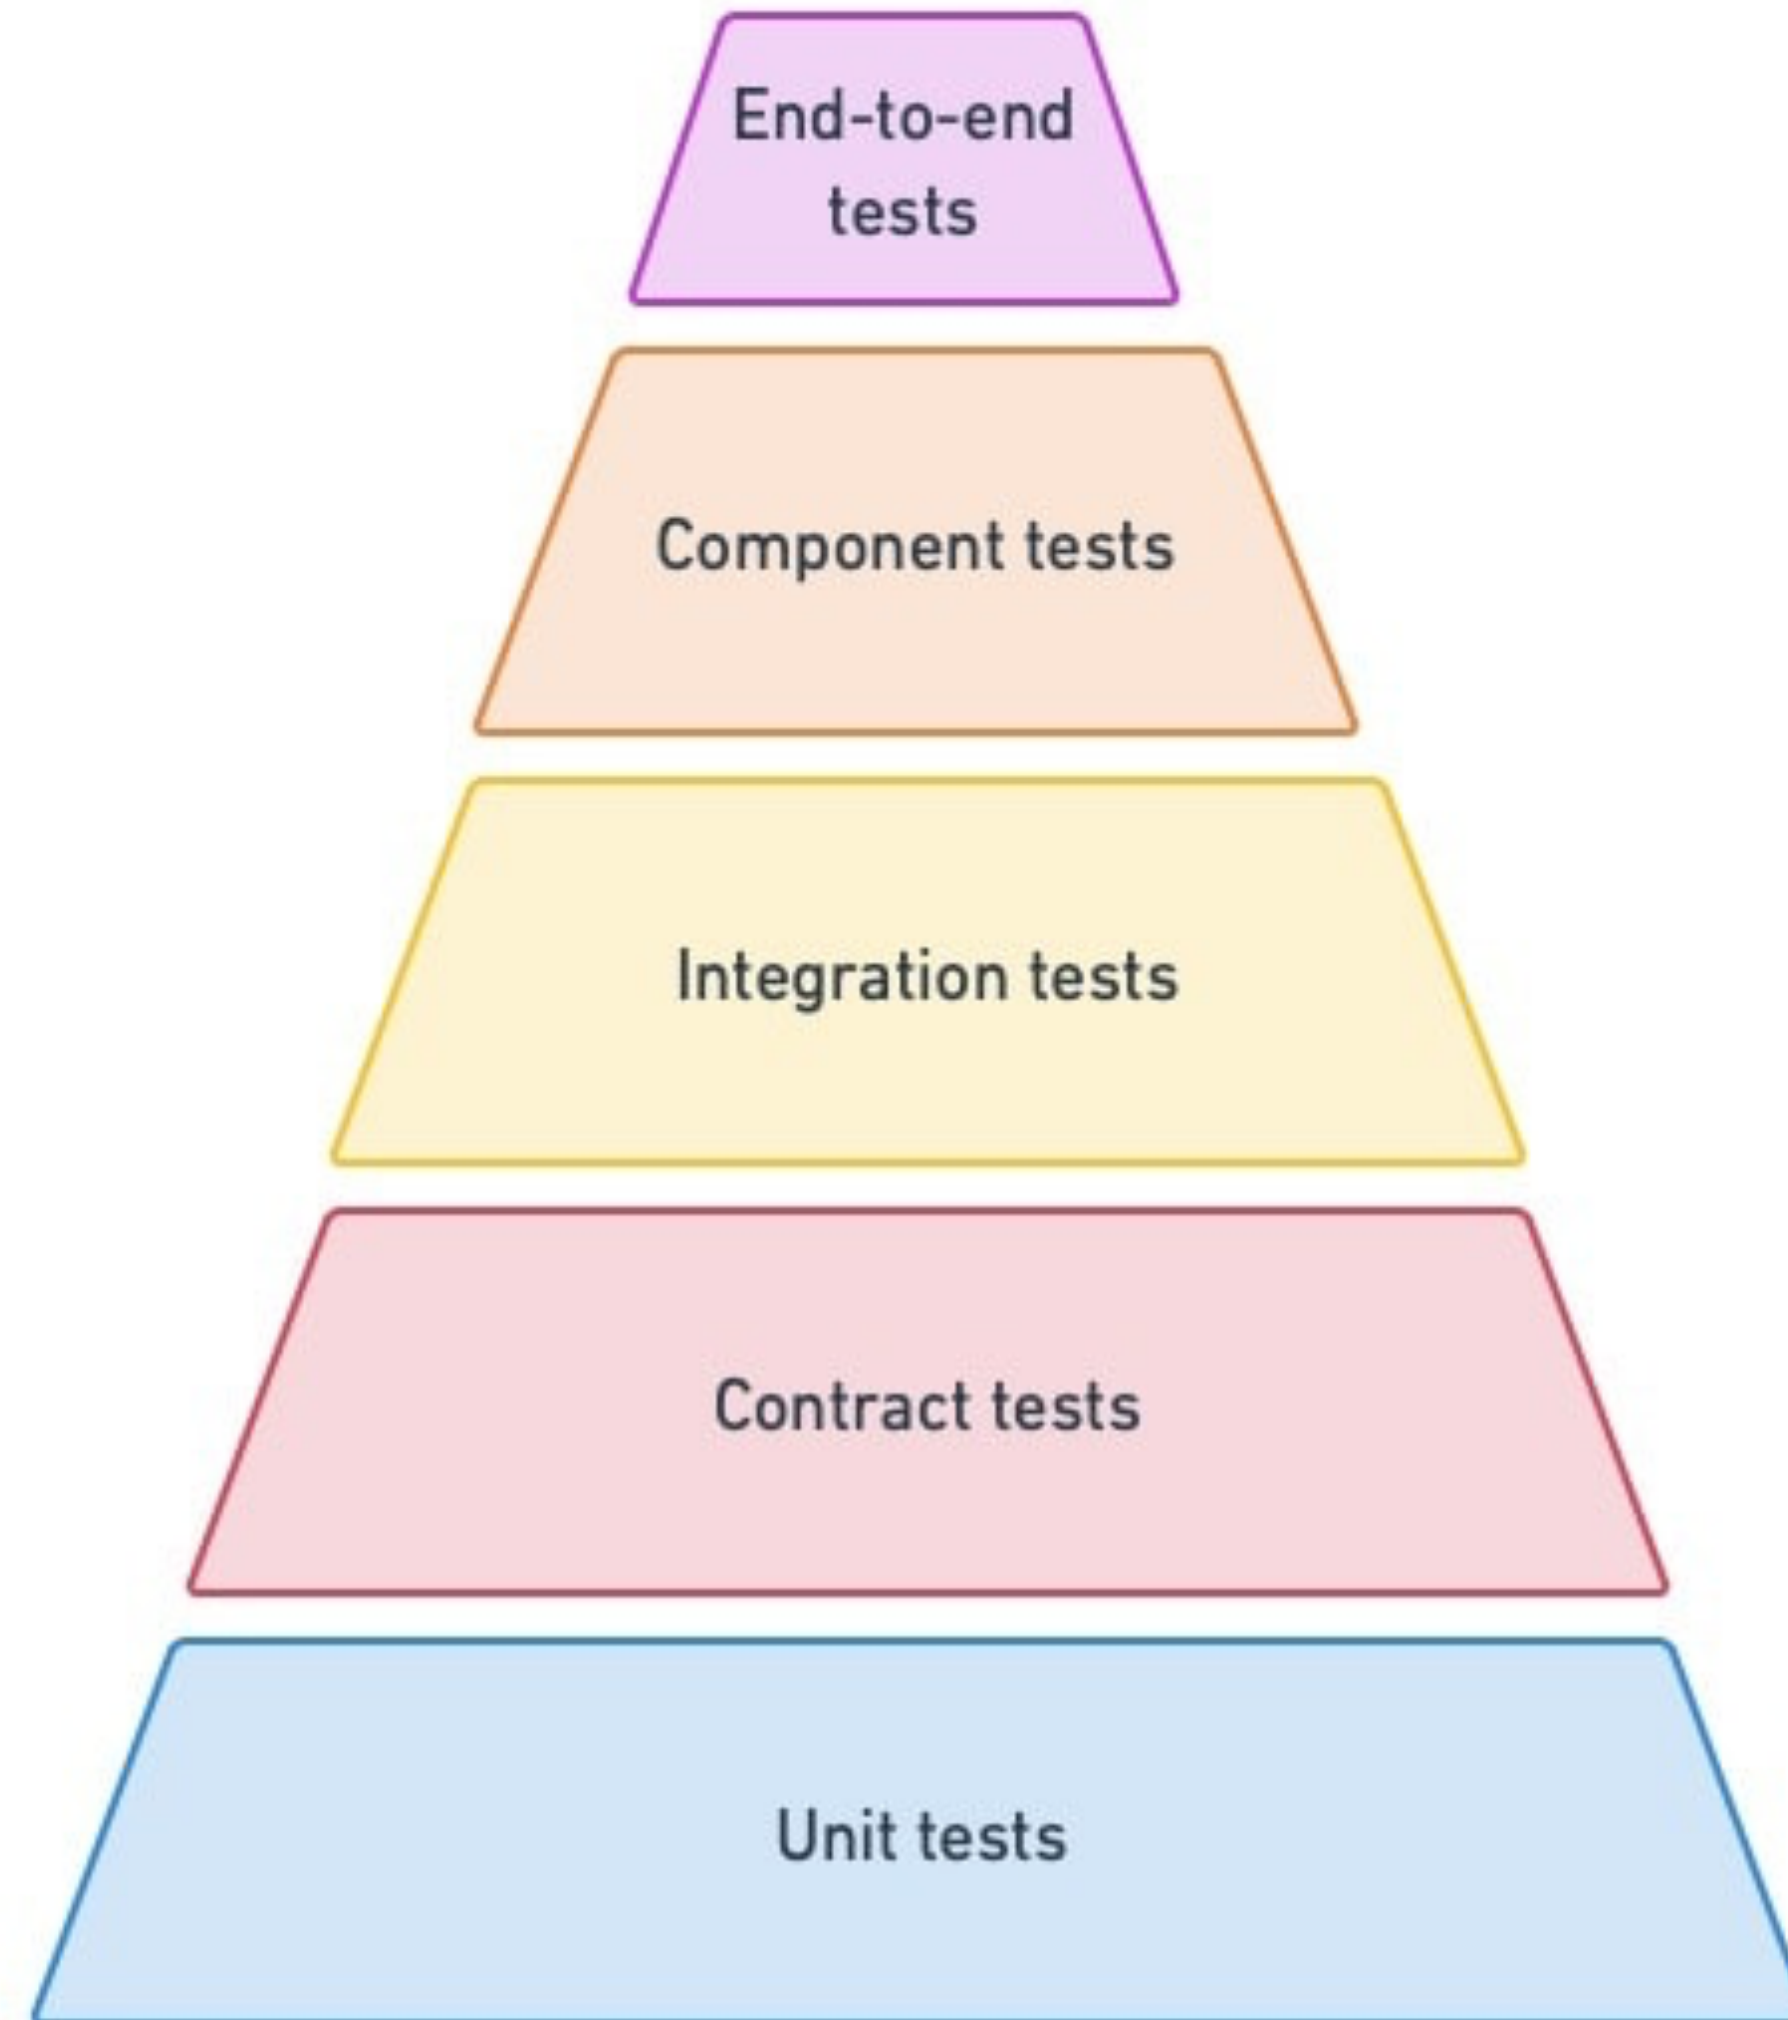 End-to-end
tests
Component tests
Integration tests
Contract tests
Unit tests